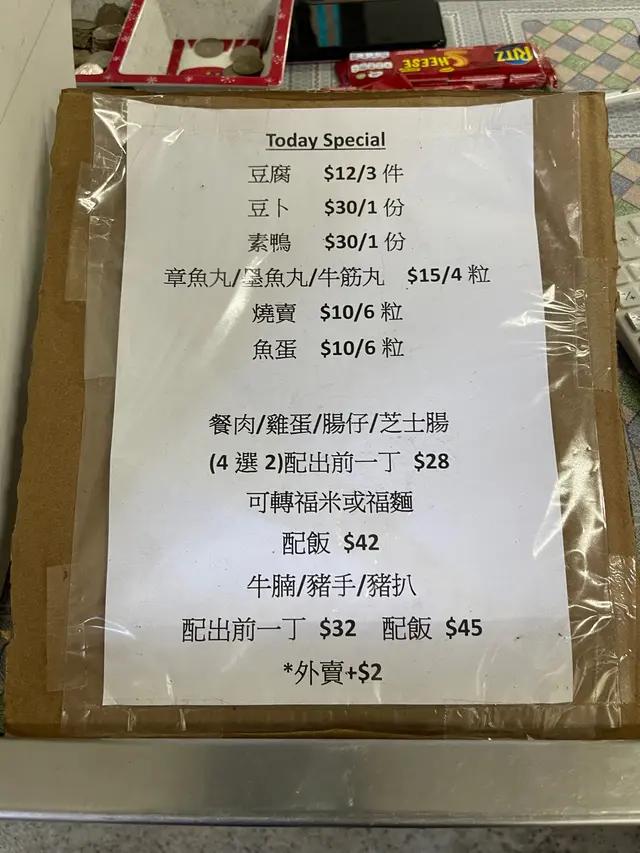 RITZ
CHEESE
Today Special
豆腐 $12/3 件
豆卜 $30/1 份
素鴨 $30/1 份
章魚丸/墨魚丸/牛筋丸 $15/4 粒
燒賣 $10/6 粒
魚蛋 $10/6 粒
餐肉/雞蛋/腸仔/芝士腸
(4 選 2)配出前一丁 $28
可轉福米或福麵
配飯 $42
牛腩/豬手/豬扒
配出前一丁 $32 配飯 $45
*外賣+$2